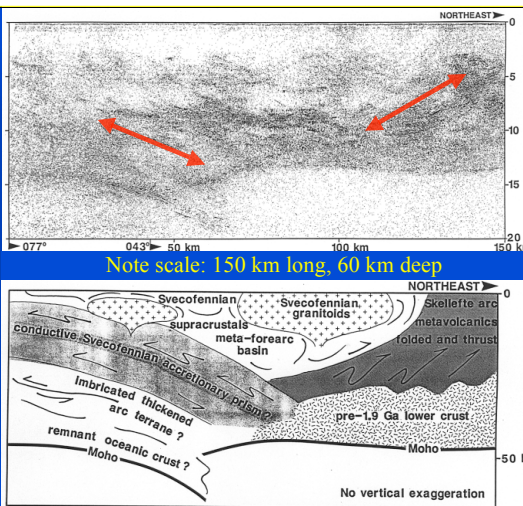 NORTHEAST
0
-5
-10
-15
-20
077° 043° 50 km 100 km 150 k
Note scale: 150 km long, 60 km deep
NORTHEAST
0
Svecofennian
Svecofennian
granitoids
Skellefte arc
metavolcanics
folded and thrust
supracrustals
meta-forearc
basin
conductive Svecofennian accretionary prism?
Imbricated thickened
arc terrane ?
pre-1.9 Ga lower crust
remnant oceanic crust ?
Moho
Moho
-50 k
No vertical exaggeration